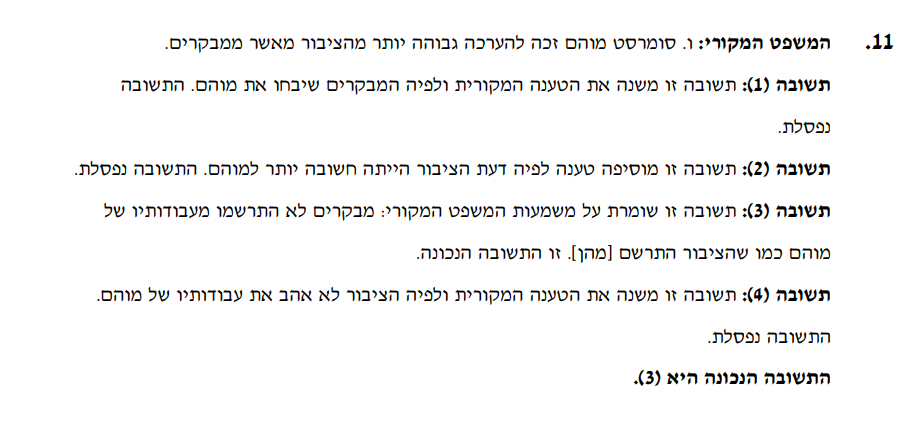 11. המשפט המקורי: ו. סומרסט מוהם זכה להערכה גבוהה יותר מהציבור מאשר ממבקרים.
תשובה (1): תשובה זו משנה את הטענה המקורית ולפיה המבקרים שיבחו את מוהם. התשובה
נפסלת.
תשובה (2): תשובה זו מוסיפה טענה לפיה דעת הציבור הייתה חשובה יותר למוהם. התשובה נפסלת.
תשובה (3): תשובה זו שומרת על משמעות המשפט המקורי: מבקרים לא התרשמו מעבודותיו של
מוהם כמו שהציבור התרשם [מהן]. זו התשובה הנכונה.
תשובה (4): תשובה זו משנה את הטענה המקורית ולפיה הציבור לא אהב את עבודותיו של מוהם.
התשובה נפסלת.
התשובה הנכונה היא (3).